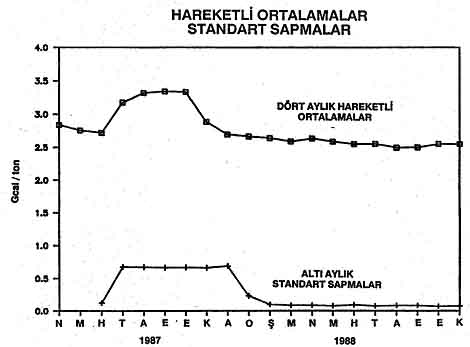 HAREKETLİ ORTALAMALAR
STANDART SAPMALAR
4.0
3.5
3.0
2.5
2.0
1.5
1.0
0.5
0.0
Gcal / ton
DÖRT AYLIK HAREKETLİ
ORTALAMALAR
ALTI AYLIK
STANDART SAPMALAR
N M H T A E E K A O Ş M N M H T A E E K
1987 1988